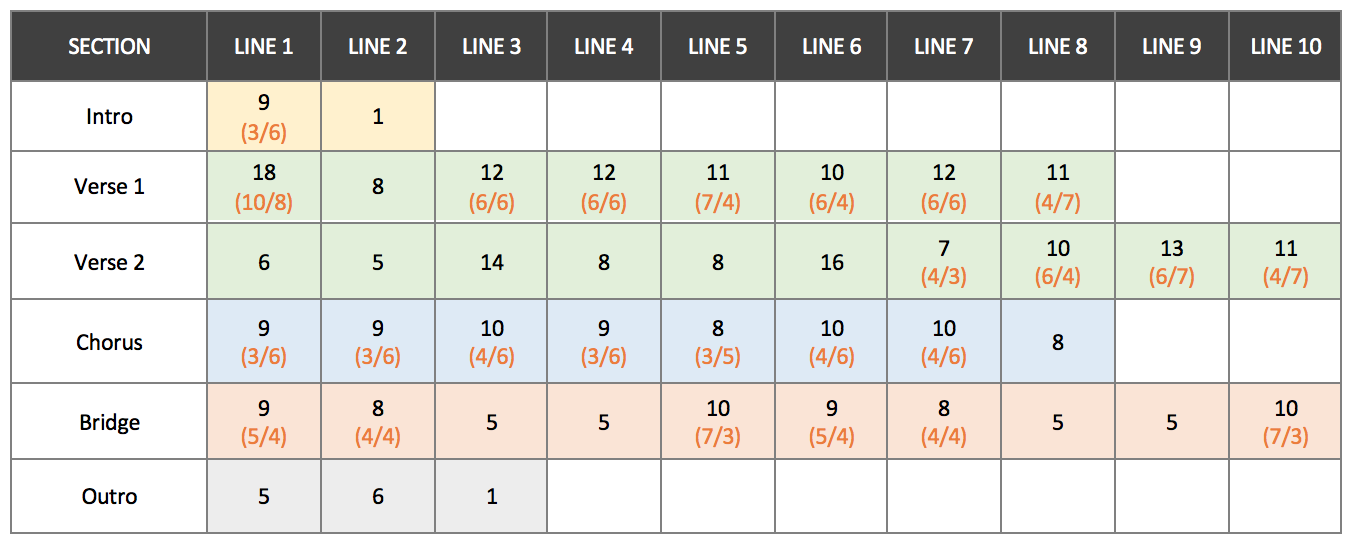 SECTION LINE 1 LINE 2 LINE 3 LINE 4 LINE 5 LINE 6 LINE 7 LINE 8 LINE 9 LINE 10
Intro 9 (3/6) 1
Verse 1 18 (10/8) 8 12 (6/6) 12 (6/6) 11 (7/4) 10 (6/4) 12 (6/6) 11 (4/7)
Verse 2 6 5 14 8 8 16 7 (4/3) 10 (6/4) 13 (6/7) 11 (4/7)
Chorus 9 (3/6) 9 (3/6) 10 (4/6) 9 (3/6) 8 (3/5) 10 (4/6) 10 (4/6) 8
Bridge 9 (5/4) 8 (4/4) 5 5 10 (7/3) 9 (5/4) 8 (4/4) 5 5 10 (7/3)
Outro 5 6 1